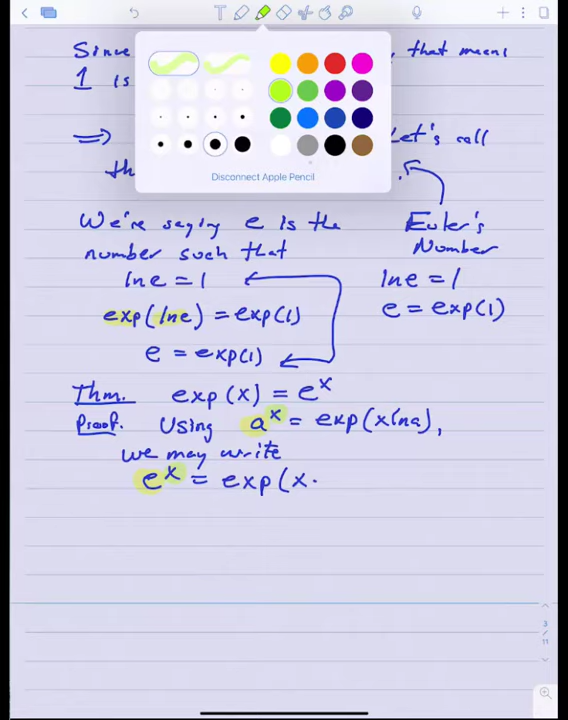 Since , that means
1 is
⟹ Let's call
th
We're saying e is the Euler's
number such that Number
ln e = 1 ln e = 1
exp(ln e) = exp(1) e = exp(1)
e = exp(1)
Thm. exp(x) = e^x
Proof. Using a^x = exp(x ln a),
we may write
e^x = exp(x·
Disconnect Apple Pencil
3
11